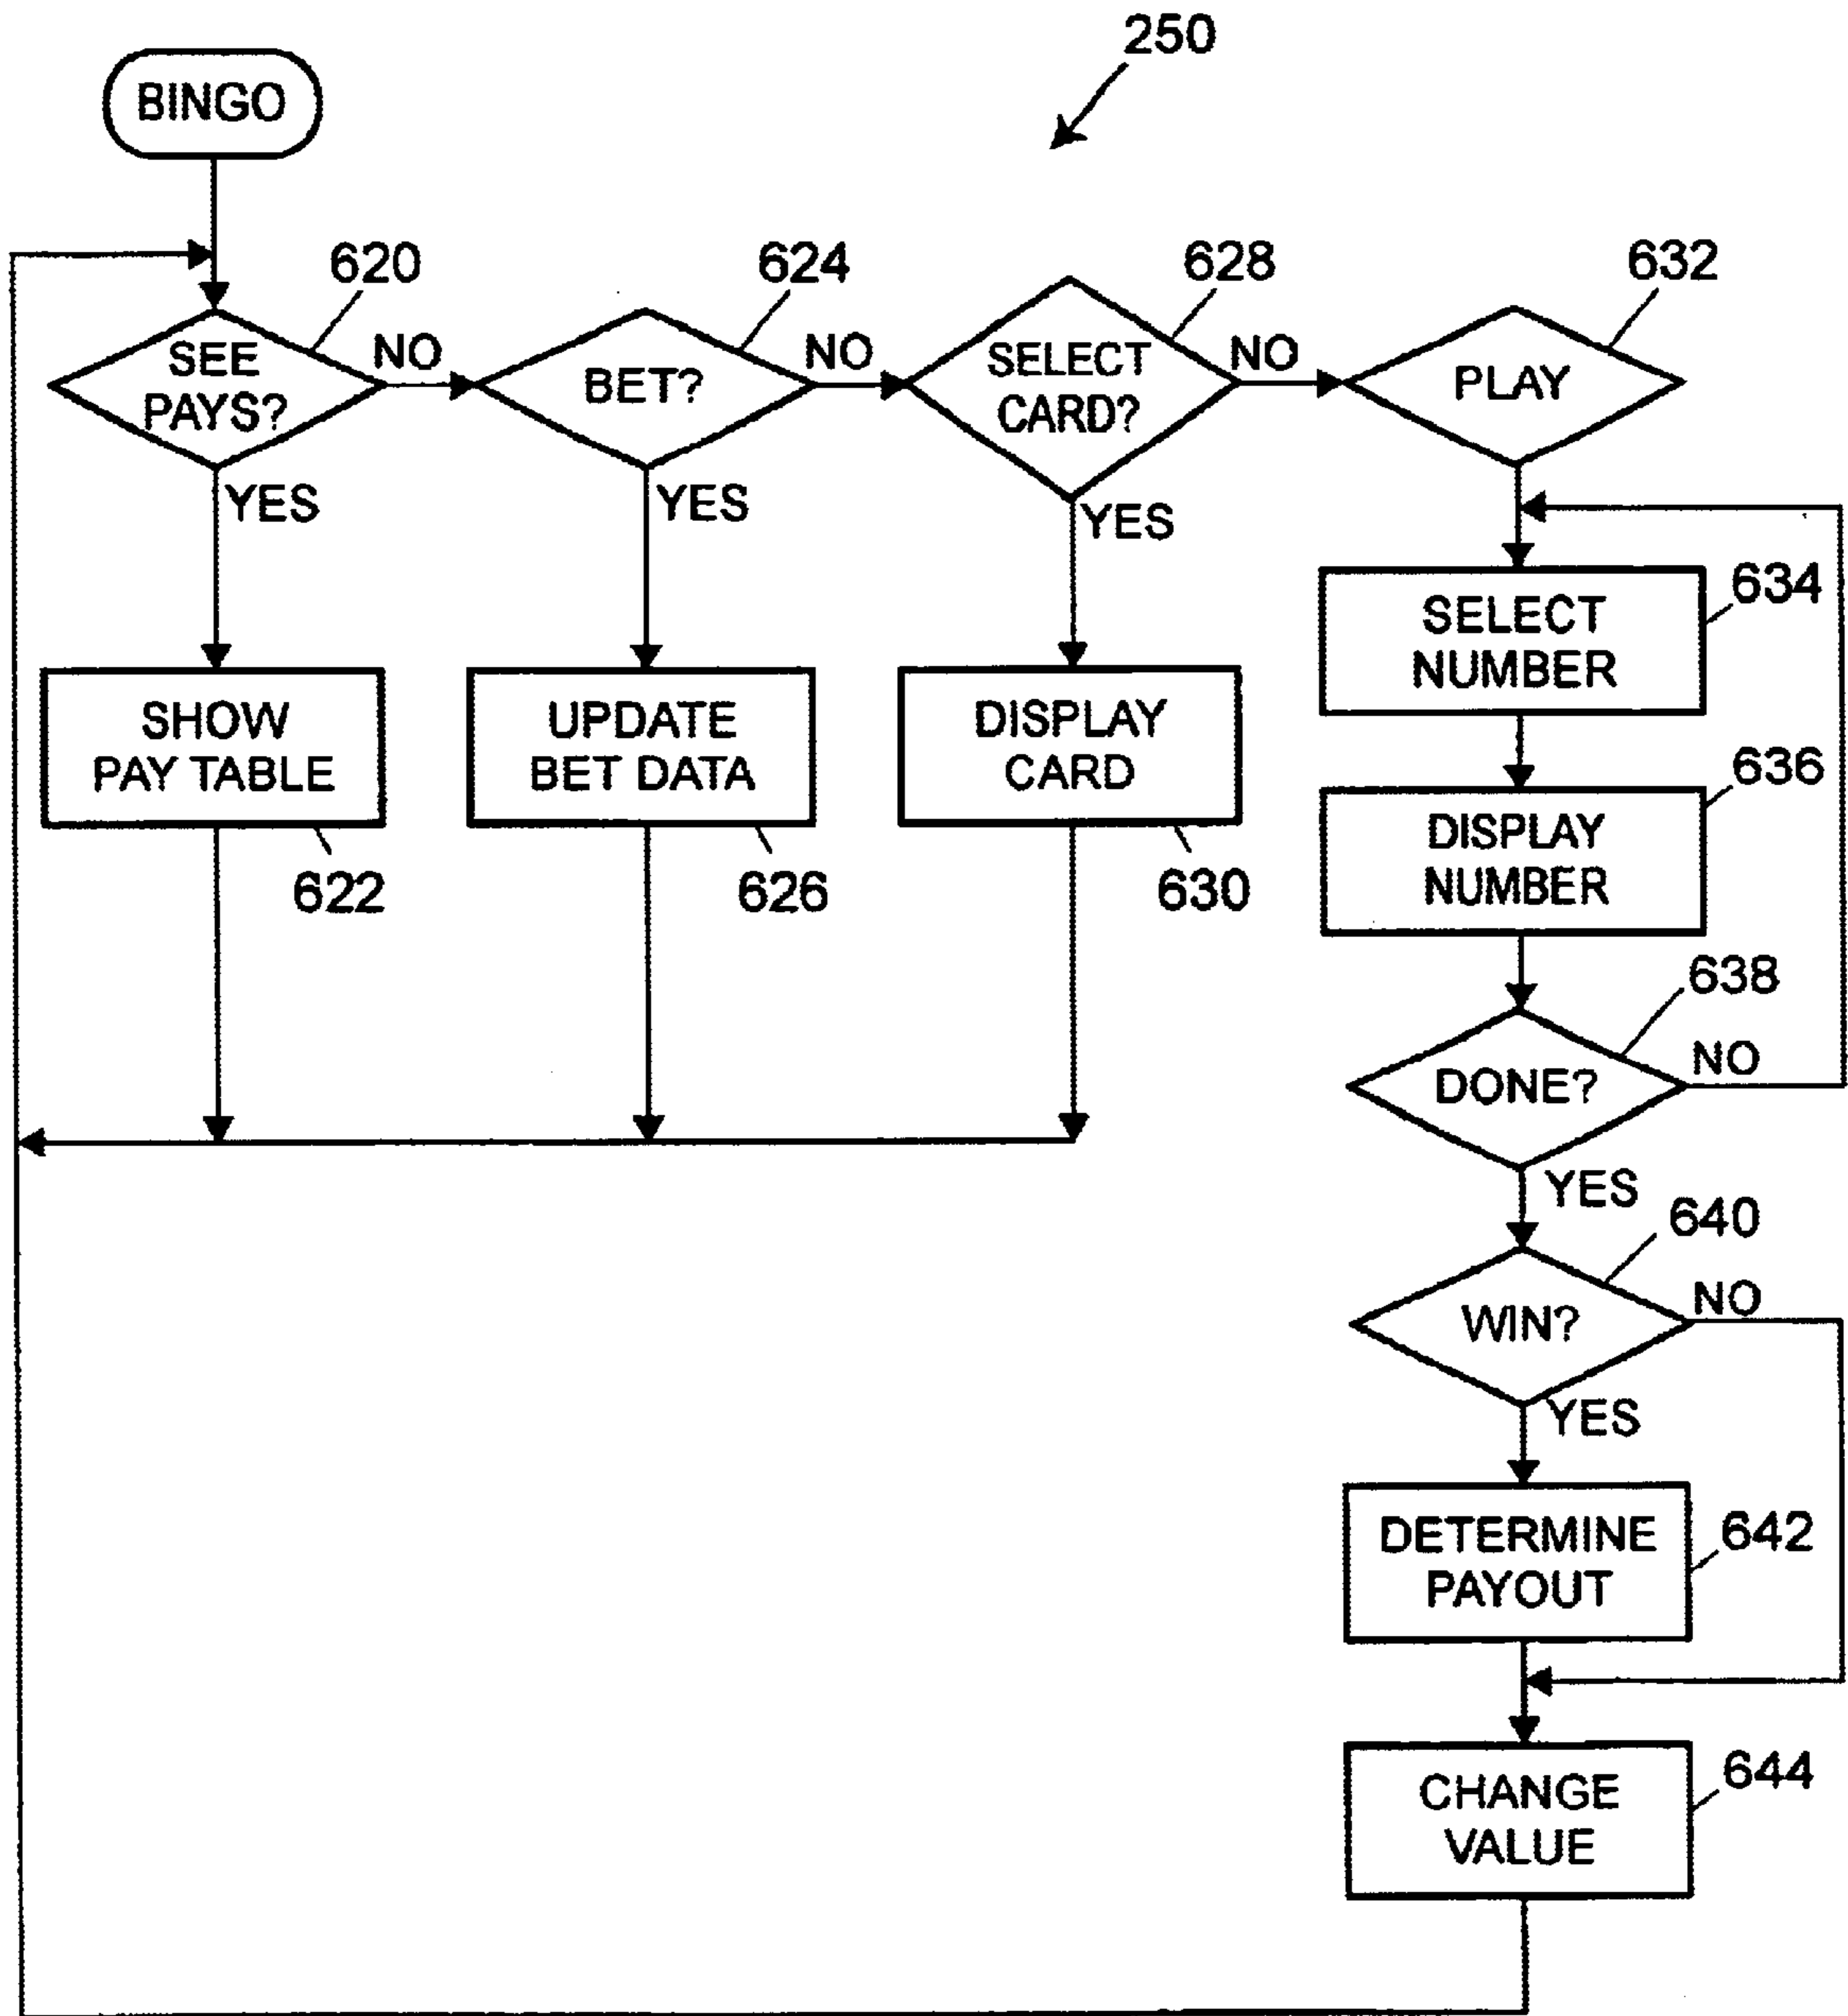 250
BINGO
620
624
628
632
SEE
PAYS?
NO
BET?
NO
SELECT
CARD?
NO
PLAY
YES
YES
YES
SELECT
NUMBER
634
SHOW
PAY TABLE
UPDATE
BET DATA
DISPLAY
CARD
636
DISPLAY
NUMBER
622
626
630
638
DONE?
NO
YES
640
WIN?
NO
YES
DETERMINE
PAYOUT
642
CHANGE
VALUE
644